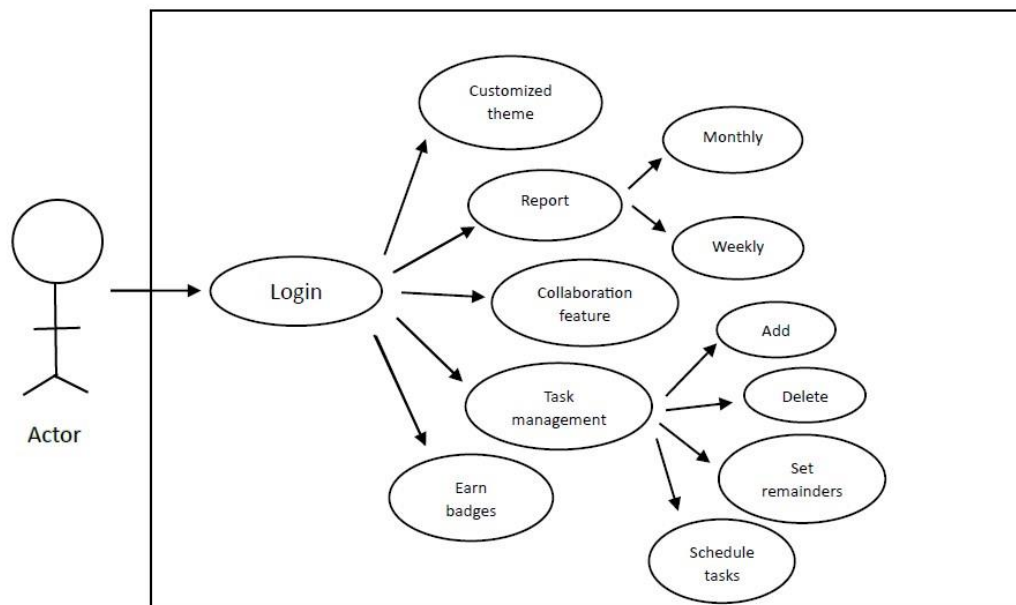 Customized
theme
Monthly
Report
Weekly
Login
Collaboration
feature
Add
Task
management
Delete
Actor
Set
remainders
Earn
badges
Schedule
tasks